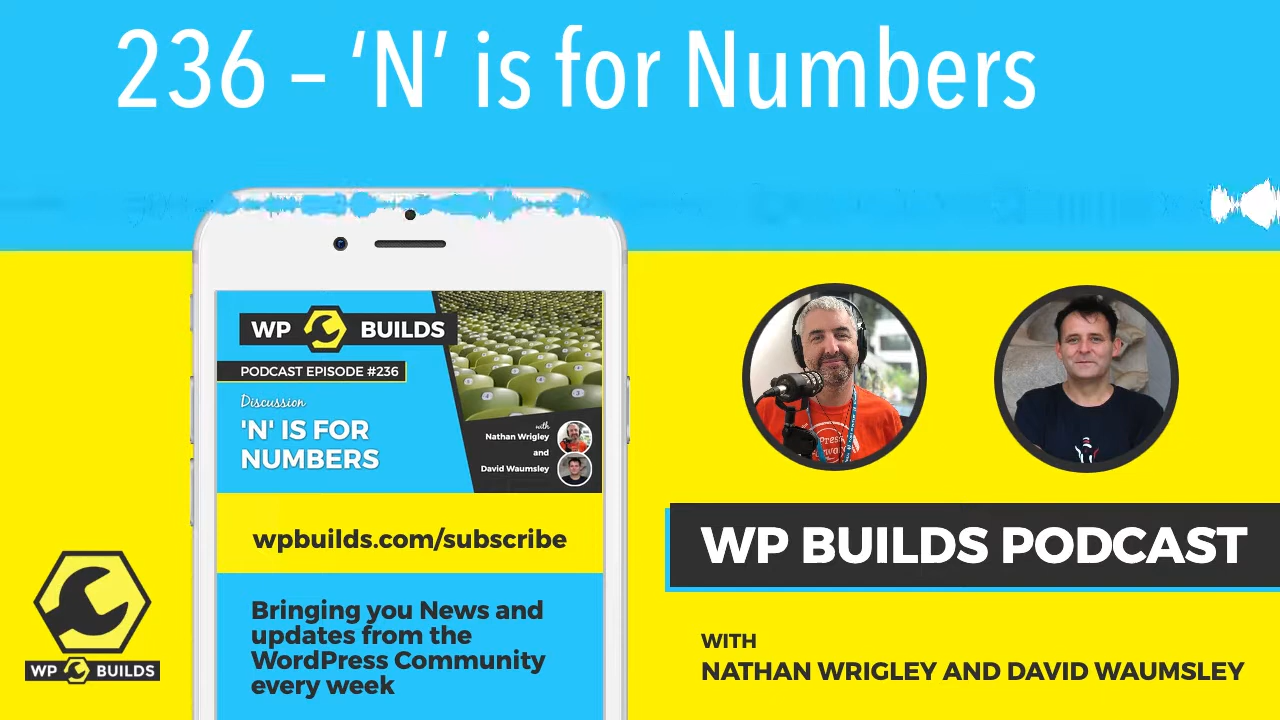 236 – ‘N’ is for Numbers
WP BUILDS
PODCAST EPISODE #236
Discussion
'N' IS FOR
NUMBERS
with
Nathan Wrigley
and
David Waumsley
wpbuilds.com/subscribe
Bringing you News and
updates from the
WordPress Community
every week
WP BUILDS
WP BUILDS PODCAST
WITH
NATHAN WRIGLEY AND DAVID WAUMSLEY